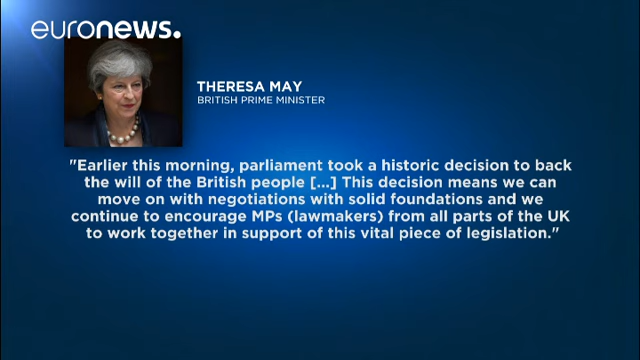 euronews.
THERESA MAY
BRITISH PRIME MINISTER
"Earlier this morning, parliament took a historic decision to back
the will of the British people [...] This decision means we can
move on with negotiations with solid foundations and we
continue to encourage MPs (lawmakers) from all parts of the UK
to work together in support of this vital piece of legislation."